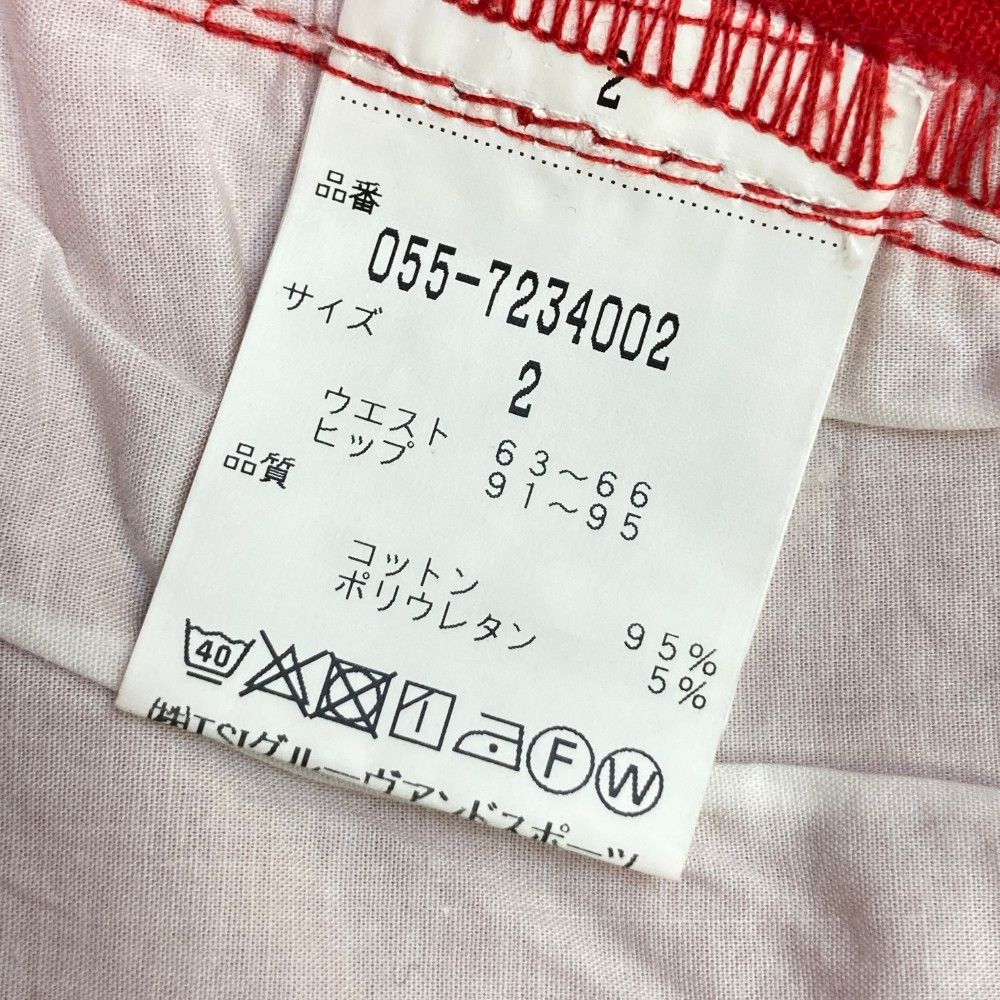 2
品番
055-7234002
サイズ
2
ウエスト 63～66
ヒップ 91～95
品質
コットン 95%
ポリウレタン 5%
40 F W
㈱TSIグルーヴアンドスポーツ